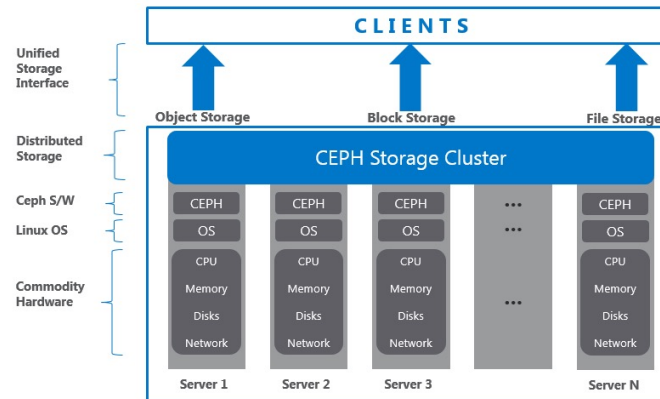 CLIENTS
Unified
Storage
Interface
Object Storage
Block Storage
File Storage
Distributed
Storage
CEPH Storage Cluster
Ceph S/W
CEPH
CEPH
CEPH
...
CEPH
Linux OS
OS
OS
OS
...
OS
Commodity
Hardware
CPU
Memory
Disks
Network
CPU
Memory
Disks
Network
CPU
Memory
Disks
Network
...
CPU
Memory
Disks
Network
Server 1
Server 2
Server 3
Server N